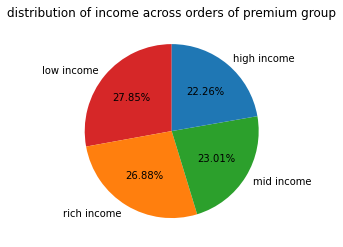 distribution of income across orders of premium group
high income
low income
22.26%
27.85%
23.01%
26.88%
mid income
rich income